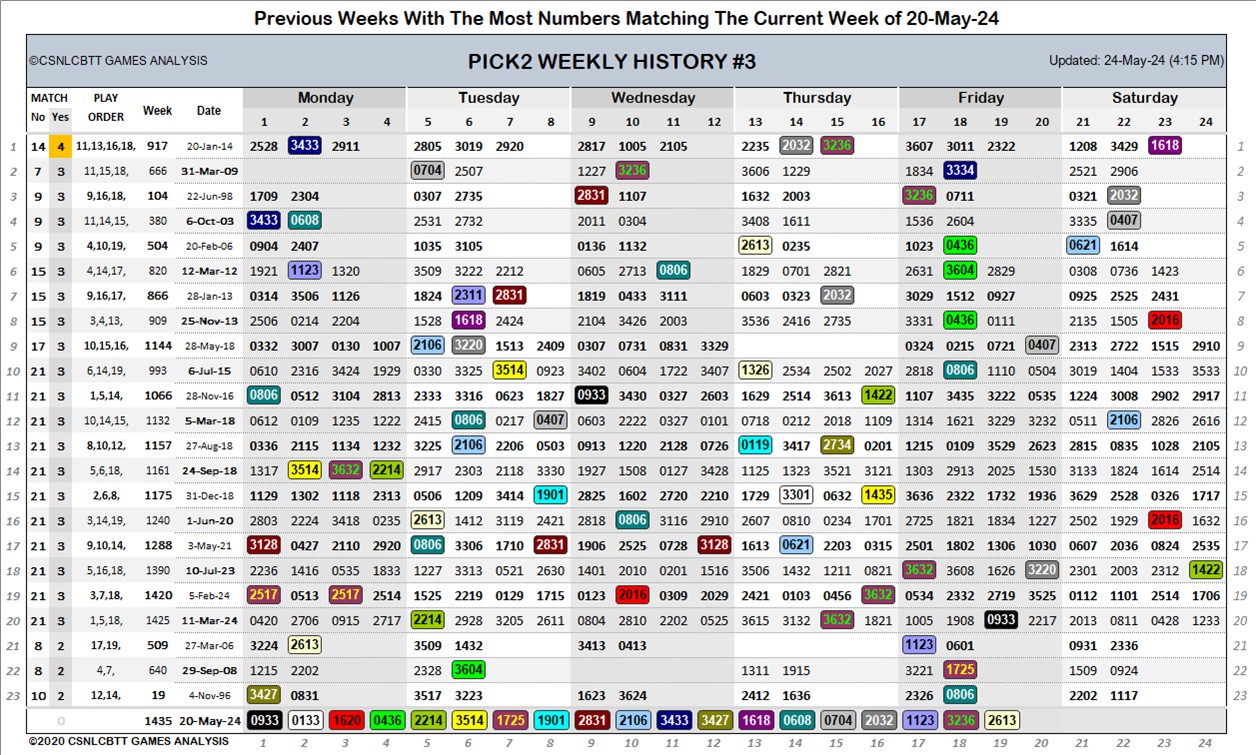 Previous Weeks With The Most Numbers Matching The Current Week of 20-May-24
©CSNLCBTT GAMES ANALYSIS PICK2 WEEKLY HISTORY #3 Updated: 24-May-24 (4:15 PM)
MATCH PLAY Week Date Monday Tuesday Wednesday Thursday Friday Saturday
No Yes ORDER 1 2 3 4 5 6 7 8 9 10 11 12 13 14 15 16 17 18 19 20 21 22 23 24
1 14 4 11,13,16,18, 917 20-Jan-14 2528 3433 2911 2805 3019 2920 2817 1005 2105 2235 2032 3236 3607 3011 2322 1208 3429 1618 1
2 7 3 11,15,18, 666 31-Mar-09 0704 2507 1227 3236 3606 1229 1834 3334 2521 2906 2
3 9 3 9,16,18, 104 22-Jun-98 1709 2304 0307 2735 2831 1107 1632 2003 3236 0711 0321 2032 3
4 9 3 11,14,15, 380 6-Oct-03 3433 0608 2531 2732 2011 0304 3408 1611 1536 2604 3335 0407 4
5 9 3 4,10,19, 504 20-Feb-06 0904 2407 1035 3105 0136 1132 2613 0235 1023 0436 0621 1614 5
6 15 3 4,14,17, 820 12-Mar-12 1921 1123 1320 3509 3222 2212 0605 2713 0806 1829 0701 2821 2631 3604 2829 0308 0736 1423 6
7 15 3 9,16,17, 866 28-Jan-13 0314 3506 1126 1824 2311 2831 1819 0433 3111 0603 0323 2032 3029 1512 0927 0925 2525 2431 7
8 15 3 3,4,13, 909 25-Nov-13 2506 0214 2204 1528 1618 2424 2104 3426 2003 3536 2416 2735 3331 0436 0111 2135 1505 2016 8
9 17 3 10,15,16, 1144 28-May-18 0332 3007 0130 1007 2106 3220 1513 2409 0307 0731 0831 3329 0324 0215 0721 0407 2313 2722 1515 2910 9
10 21 3 6,14,19, 993 6-Jul-15 0610 2316 3424 1929 0330 3325 3514 0923 3402 0604 1722 3407 1326 2534 2502 2027 2818 0806 1110 0504 3019 1404 1533 3533 10
11 21 3 1,5,14, 1066 28-Nov-16 0806 0512 3104 2813 2333 3316 0623 1827 0933 3430 0327 2603 1629 2514 3613 1422 1107 3435 3222 0535 1224 3008 2902 2917 11
12 21 3 10,14,15, 1132 5-Mar-18 0612 0109 1235 1222 2415 0806 0217 0407 0603 2222 0326 0101 0718 0212 2018 1109 1314 1621 3229 3232 0511 2106 2826 2616 12
13 21 3 8,10,12, 1157 27-Aug-18 0336 2115 1134 1232 3225 2106 2206 0503 0913 1220 2128 0726 0119 3417 2734 0201 2215 0109 3529 2623 2815 0835 1028 2105 13
14 21 3 5,6,18, 1161 24-Sep-18 1317 3514 3632 2214 2917 2303 2118 3330 1927 1508 0127 3428 1125 1323 1521 3121 1303 2913 2025 1530 3133 1824 1614 2514 14
15 21 3 2,6,8, 1175 31-Dec-18 1129 1302 1118 2313 0506 1209 3414 1901 2825 1602 2720 2210 1729 3301 0632 1435 3636 2322 1732 1936 3629 2528 0326 1717 15
16 21 3 3,14,19, 1240 1-Jun-20 2803 2224 3418 0235 2613 1412 3119 2421 2818 0806 3116 2910 2607 0810 0234 1701 2725 1821 1834 1227 2502 1929 2016 1632 16
17 21 3 9,10,14, 1288 3-May-21 3128 0427 2110 2920 0806 3306 1710 2831 1906 2525 0728 3128 1613 0621 2203 0315 2501 1802 1306 1030 0607 2036 0824 2535 17
18 21 3 5,16,18, 1390 10-Jul-23 2236 1416 0535 1833 1227 3313 0521 2630 1401 2010 0201 1516 3506 1432 1211 0821 3632 3608 1626 3220 2301 2003 2312 1422 18
19 21 3 3,7,18, 1420 5-Feb-24 2517 0513 2517 2514 1525 2219 0129 1715 0123 2016 0309 2029 2421 0103 0456 3632 0534 2332 2719 3525 0112 1101 2514 1706 19
20 21 3 1,5,18, 1425 11-Mar-24 0420 2706 0915 2717 2214 2928 3205 2611 0804 2810 2202 0525 3615 3132 3632 1821 1005 1908 0933 2217 2013 0811 0428 1233 20
21 8 2 17,19, 509 27-Mar-06 3224 2613 3509 1432 3413 0413 1123 0601 0931 2336 21
22 8 2 4,7, 640 29-Sep-08 1215 2202 2328 3604 1311 1915 3221 1725 1509 0924 22
23 10 2 12,14, 19 4-Nov-96 3427 0831 3517 3223 1623 3624 2412 1636 2326 0806 2202 1117 23
0 1435 20-May-24 0933 0133 1620 0436 2214 3514 1725 1901 2831 2106 3433 3427 1618 0608 0704 2032 1123 3236 2613
©2020 CSNLCBTT GAMES ANALYSIS 1 2 3 4 5 6 7 8 9 10 11 12 13 14 15 16 17 18 19 20 21 22 23 24